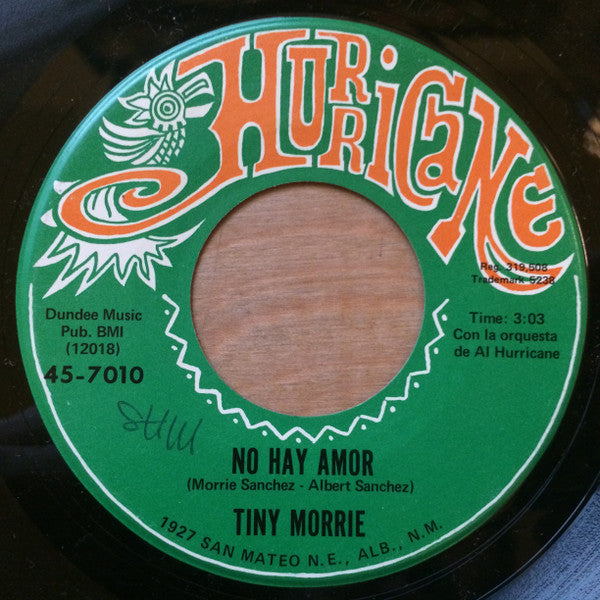 HURRICANE
Reg. 319,508
Trademark 5238
Dundee Music
Pub. BMI
(12018)
45-7010
Time: 3:03
Con la orquesta
de Al Hurricane
NO HAY AMOR
(Morrie Sanchez - Albert Sanchez)
TINY MORRIE
1927 SAN MATEO N.E., ALB., N.M.